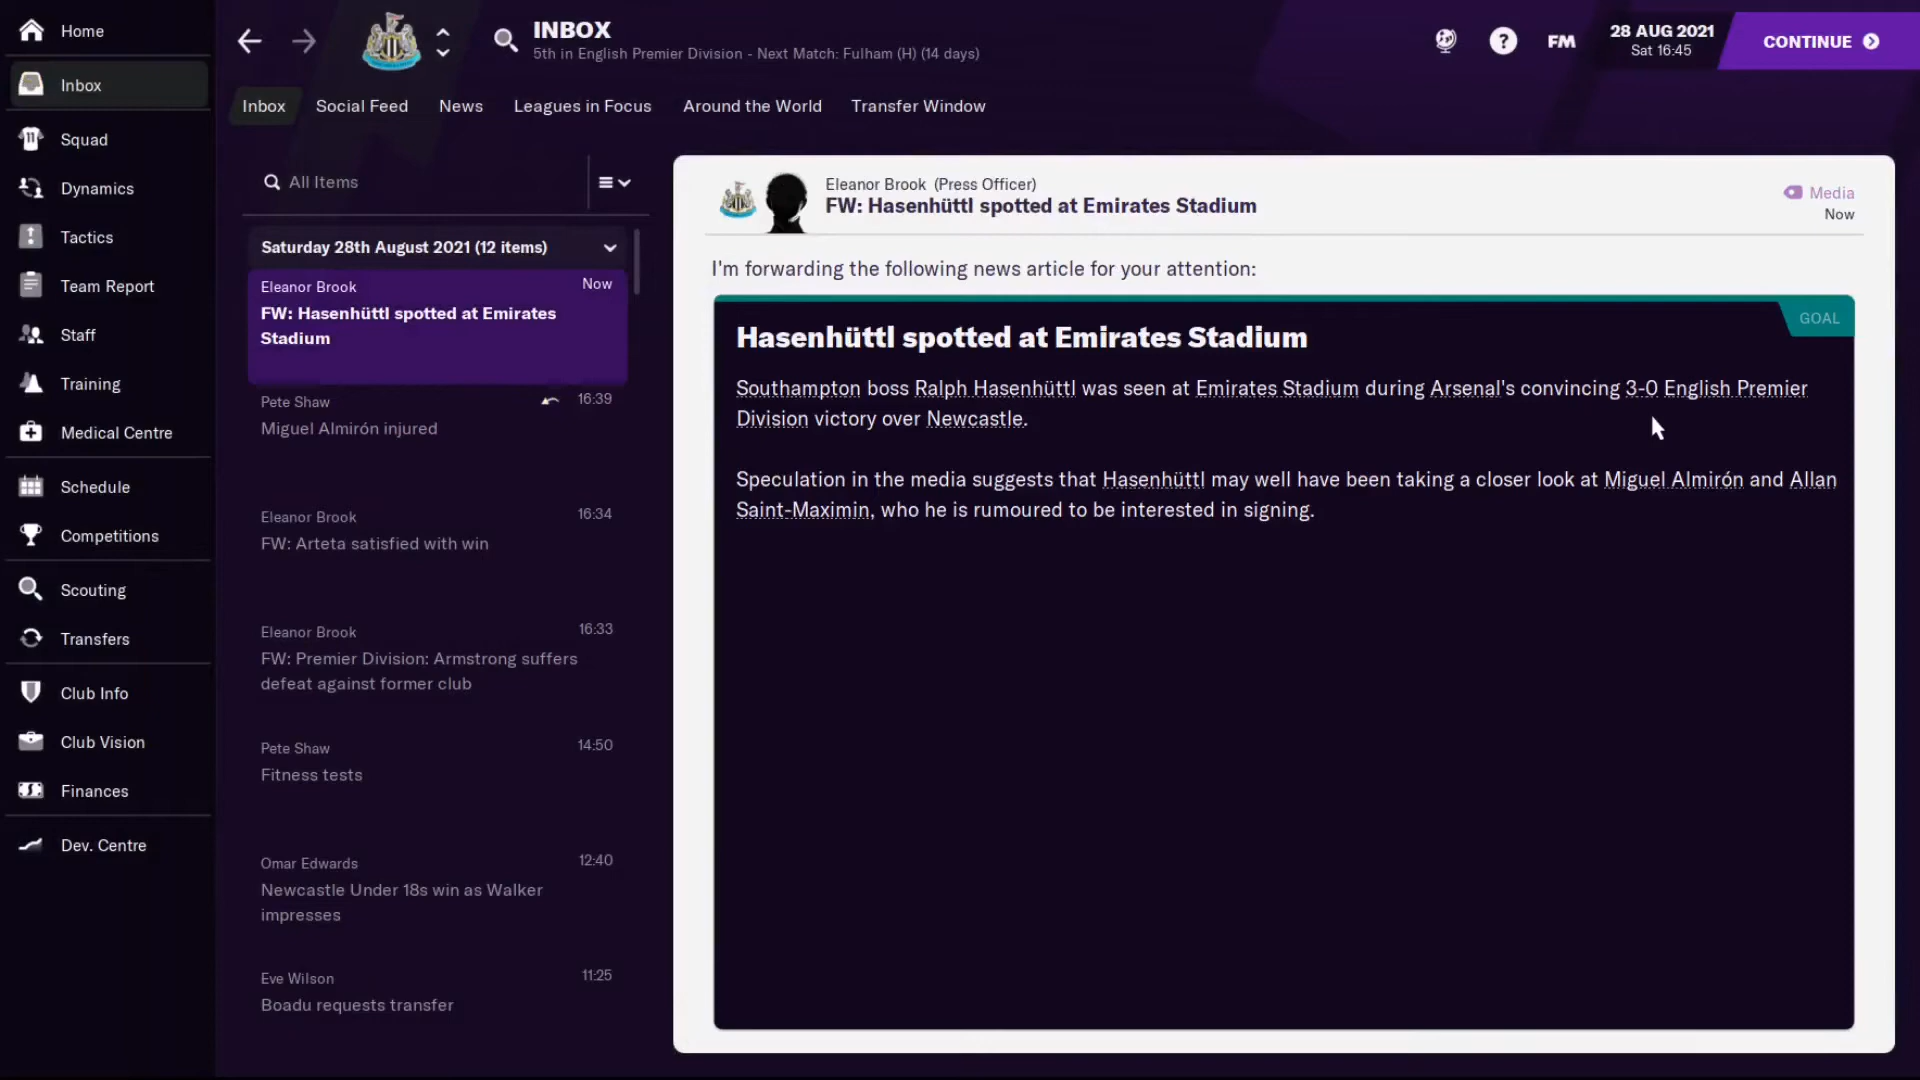 Home
Inbox
Squad
Dynamics
Tactics
Team Report
Staff
Training
Medical Centre
Schedule
Competitions
Scouting
Transfers
Club Info
Club Vision
Finances
Dev. Centre
INBOX
5th in English Premier Division - Next Match: Fulham (H) (14 days)
FM
28 AUG 2021
Sat 16:45
CONTINUE
Inbox Social Feed News Leagues in Focus Around the World Transfer Window
All Items
Saturday 28th August 2021 (12 items)
Eleanor Brook Now
FW: Hasenhüttl spotted at Emirates
Stadium
Pete Shaw 16:39
Miguel Almirón injured
Eleanor Brook 16:34
FW: Arteta satisfied with win
Eleanor Brook 16:33
FW: Premier Division: Armstrong suffers
defeat against former club
Pete Shaw 14:50
Fitness tests
Omar Edwards 12:40
Newcastle Under 18s win as Walker
impresses
Eve Wilson 11:25
Boadu requests transfer
Eleanor Brook (Press Officer)
FW: Hasenhüttl spotted at Emirates Stadium
Media
Now
I'm forwarding the following news article for your attention:
GOAL
Hasenhüttl spotted at Emirates Stadium
Southampton boss Ralph Hasenhüttl was seen at Emirates Stadium during Arsenal's convincing 3-0 English Premier
Division victory over Newcastle.
Speculation in the media suggests that Hasenhüttl may well have been taking a closer look at Miguel Almirón and Allan
Saint-Maximin, who he is rumoured to be interested in signing.